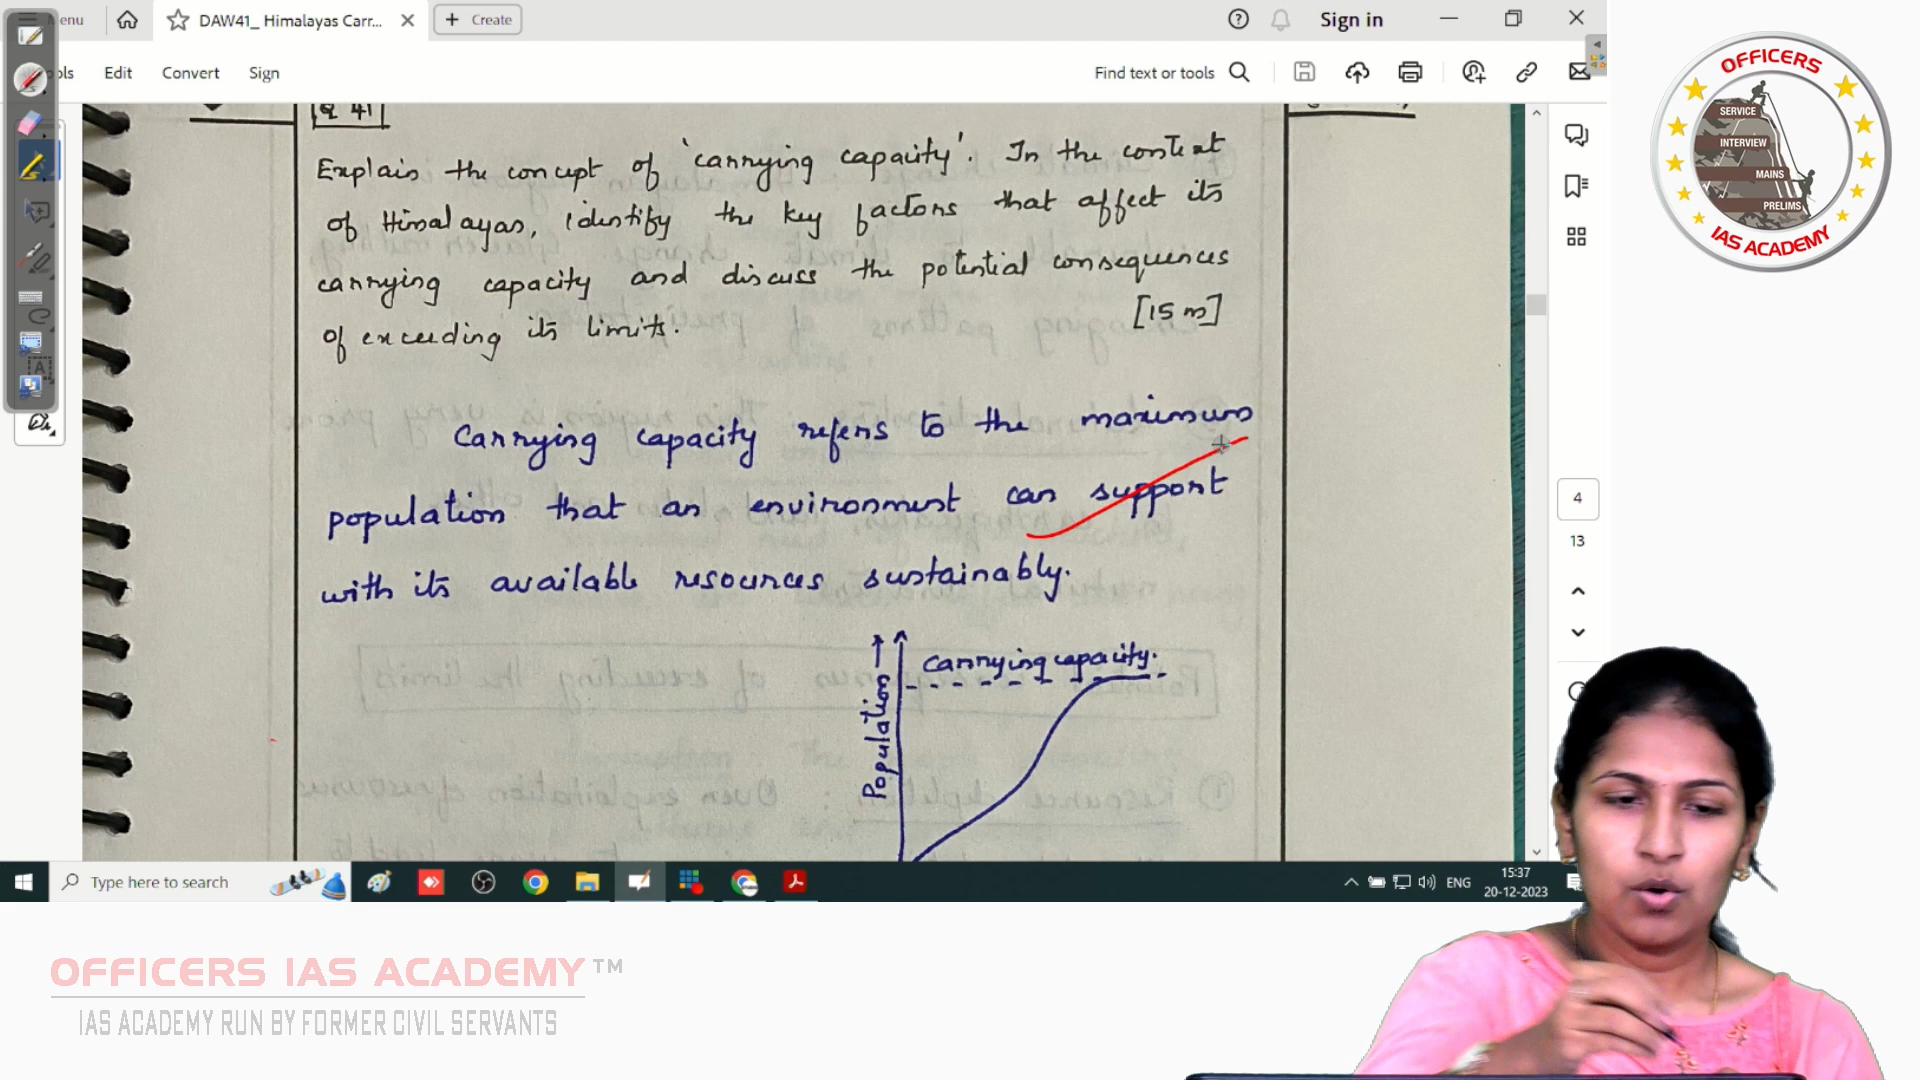 Menu
DAW41_ Himalayas Carr...
Create
Sign in
Edit
Convert
Sign
Find text or tools
Q 41
Explain the concept of 'carrying capacity'. In the context
of Himalayas, identify the key factors that affect its
carrying capacity and discuss the potential consequences
of exceeding its limits.
[15 m]
Carrying capacity refers to the maximum
population that an environment can support
with its available resources sustainably.
Carrying capacity.
Population
4
13
Type here to search
ENG
15:37
20-12-2023
OFFICERS
SERVICE
INTERVIEW
MAINS
PRELIMS
IAS ACADEMY
OFFICERS IAS ACADEMY™
IAS ACADEMY RUN BY FORMER CIVIL SERVANTS